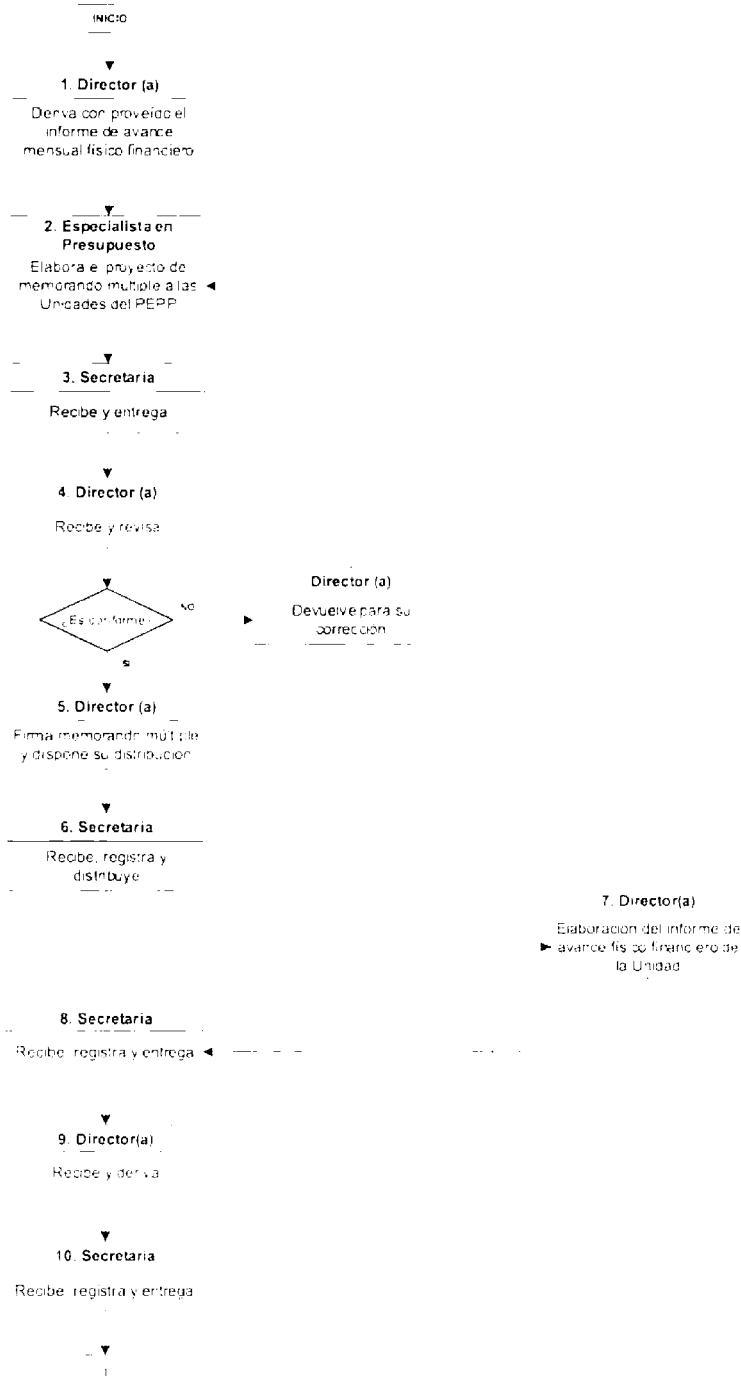 INICIO
1. Director (a)
Deriva con proveido el
informe de avance
mensual físico financiero
2. Especialista en
Presupuesto
Elabora el proyecto de
memorando múltiple a las
Unidades del PEPP
3. Secretaria
Recibe y entrega
4. Director (a)
Recibe y revisa
¿Es conforme?
NO
Director (a)
Devuelve para su
corrección
SI
5. Director (a)
Firma memorando múltiple
y dispone su distribución
6. Secretaria
Recibe, registra y
distribuye
7. Director(a)
Elaboración del informe de
avance físico financiero de
la Unidad
8. Secretaria
Recibe registra y entrega
9. Director(a)
Recibe y deriva
10. Secretaria
Recibe registra y entrega